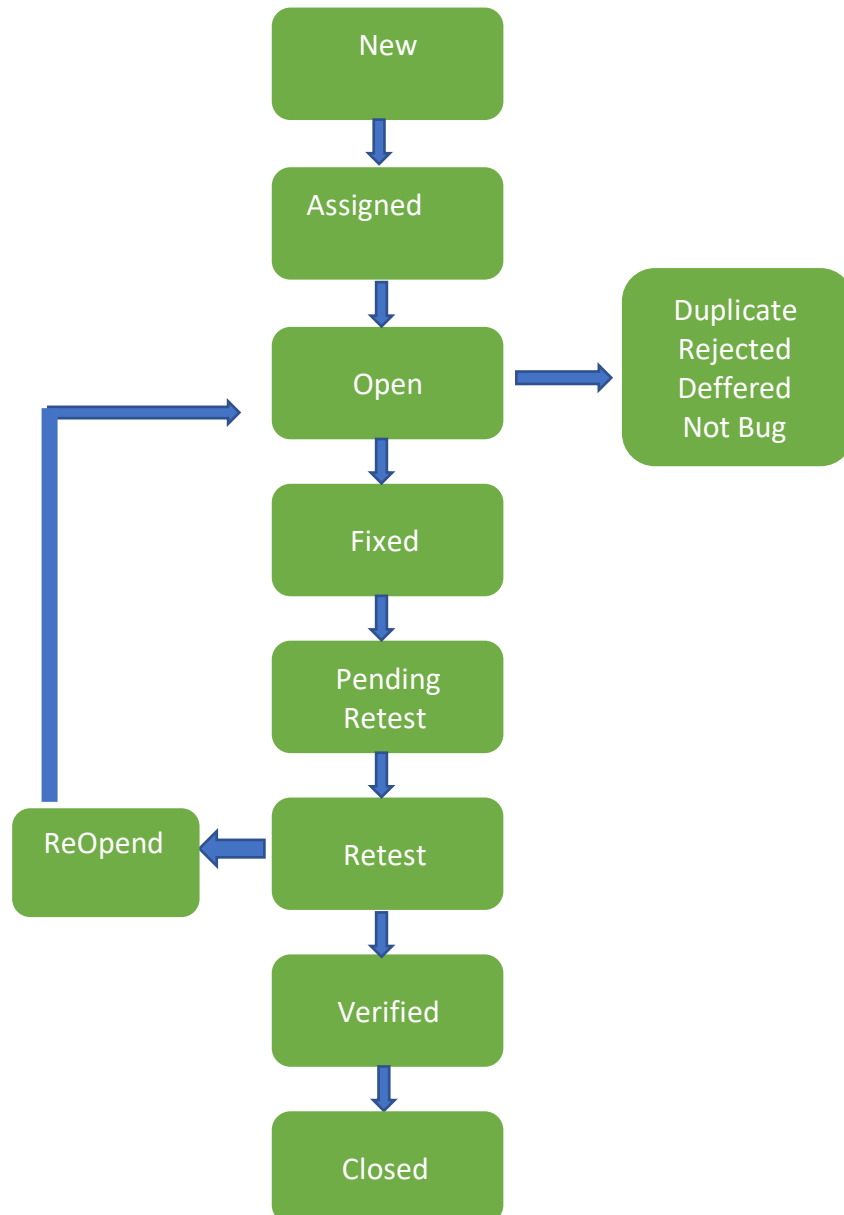 New
Assigned
Open
Duplicate
Rejected
Deffered
Not Bug
Fixed
Pending
Retest
ReOpend
Retest
Verified
Closed